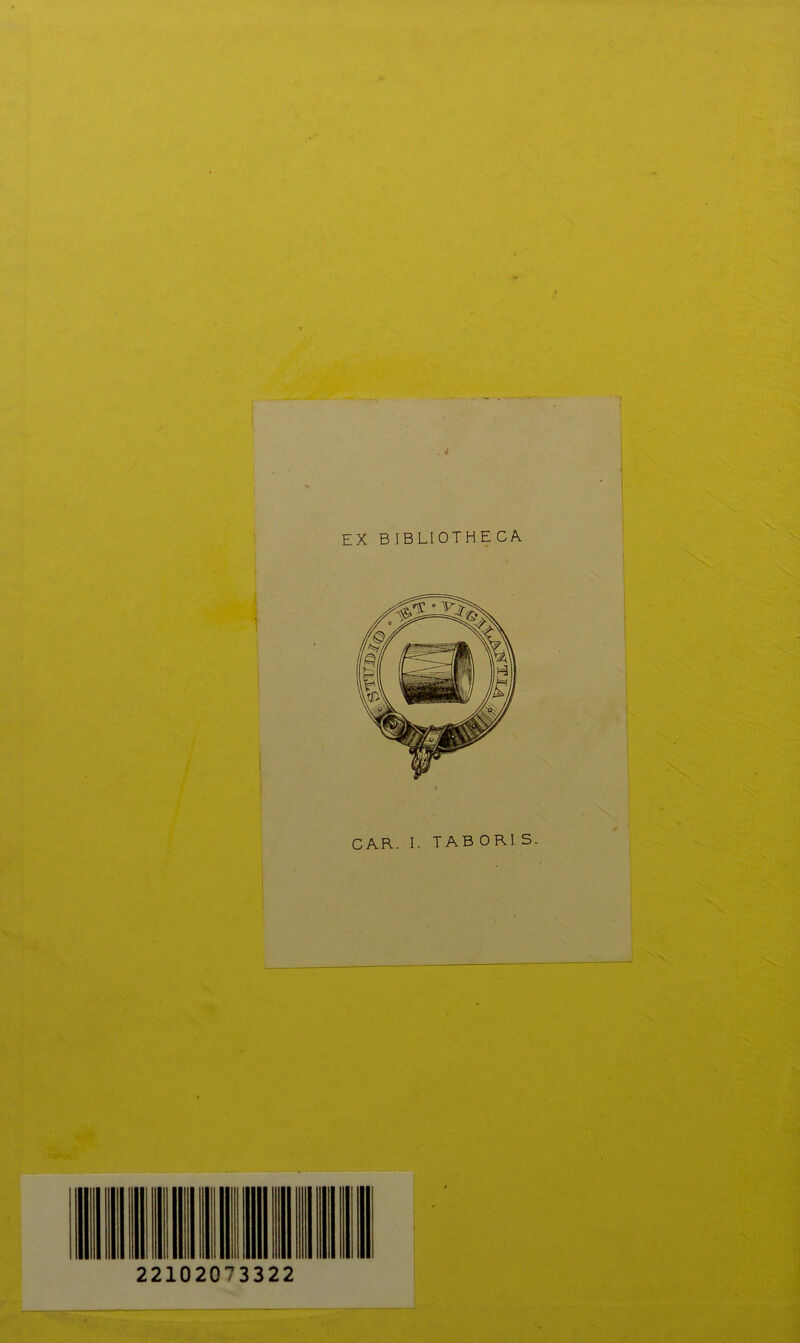 EX BIBLIOTHECA
STUDIO · ET · VIGILANTIA ·
CAR. I. TABORIS.
22102073322